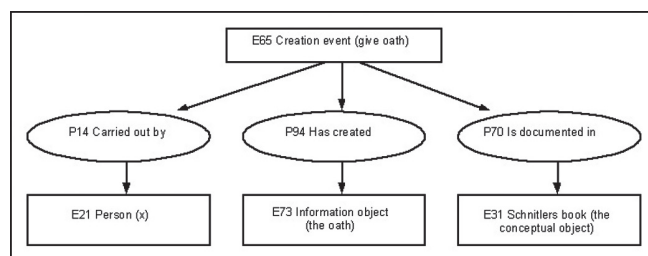 E65 Creation event (give oath)
P14 Carried out by
P94 Has created
P70 Is documented in
E21 Person (x)
E73 Information object
(the oath)
E31 Schnitlers book (the
conceptual object)